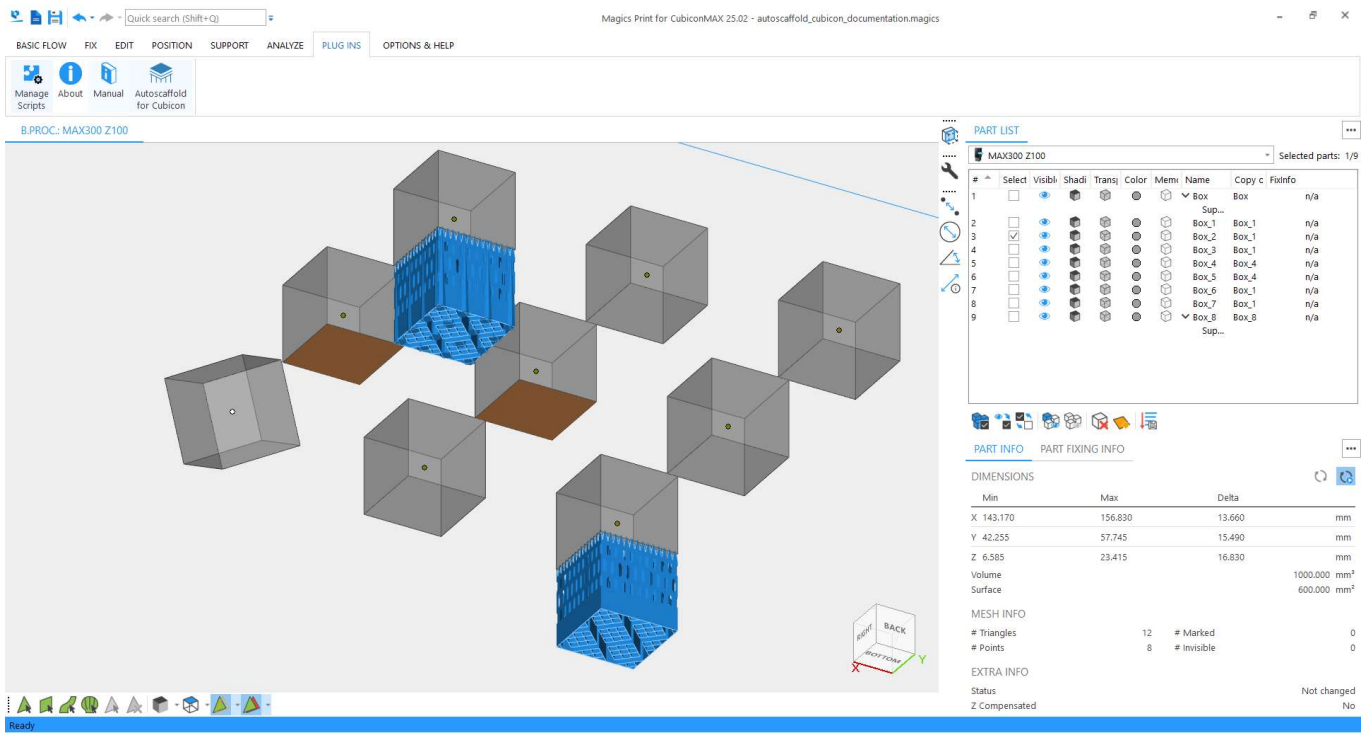 Quick search (Shift+Q)
Magics Print for CubiconMAX 25.02 - autoscaffold_cubicon_documentation.magics
BASIC FLOW FIX EDIT POSITION SUPPORT ANALYZE PLUG INS OPTIONS & HELP
Manage Scripts
About
Manual
Autoscaffold for Cubicon
B.PROC.: MAX300 Z100
RIGHT
BACK
BOTTOM
X
Y
PART LIST
MAX300 Z100 Selected parts: 1/9
# Select Visibl Shadi Transp Color Mem Name Copy c FixInfo
1 Box Box n/a
Sup...
2 Box_1 Box_1 n/a
3 Box_2 Box_1 n/a
4 Box_3 Box_1 n/a
5 Box_4 Box_4 n/a
6 Box_5 Box_4 n/a
7 Box_6 Box_1 n/a
8 Box_7 Box_1 n/a
9 Box_8 Box_8 n/a
Sup...
PART INFO PART FIXING INFO
DIMENSIONS
Min Max Delta
X 143.170 156.830 13.660 mm
Y 42.255 57.745 15.490 mm
Z 6.585 23.415 16.830 mm
Volume 1000.000 mm³
Surface 600.000 mm²
MESH INFO
# Triangles 12 # Marked 0
# Points 8 # Invisible 0
EXTRA INFO
Status Not changed
Z Compensated No
Ready